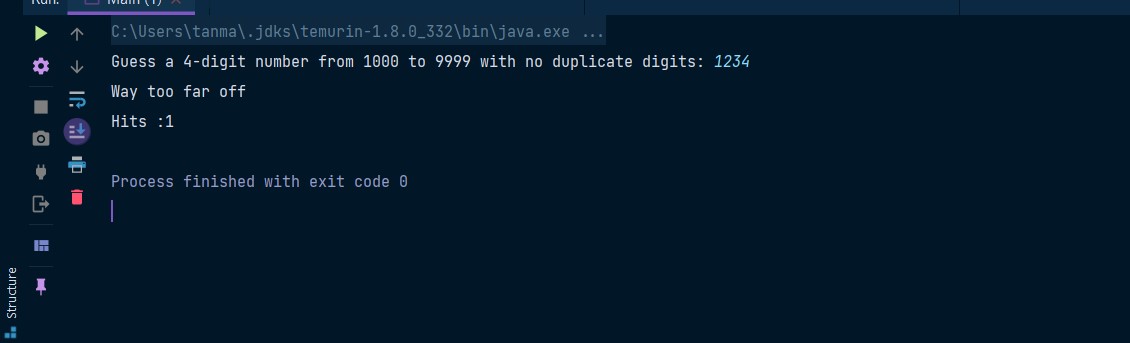 Run: Main (1)
C:\Users\tanma\.jdks\temurin-1.8.0_332\bin\java.exe ...
Guess a 4-digit number from 1000 to 9999 with no duplicate digits: 1234
Way too far off
Hits :1
Process finished with exit code 0
Structure